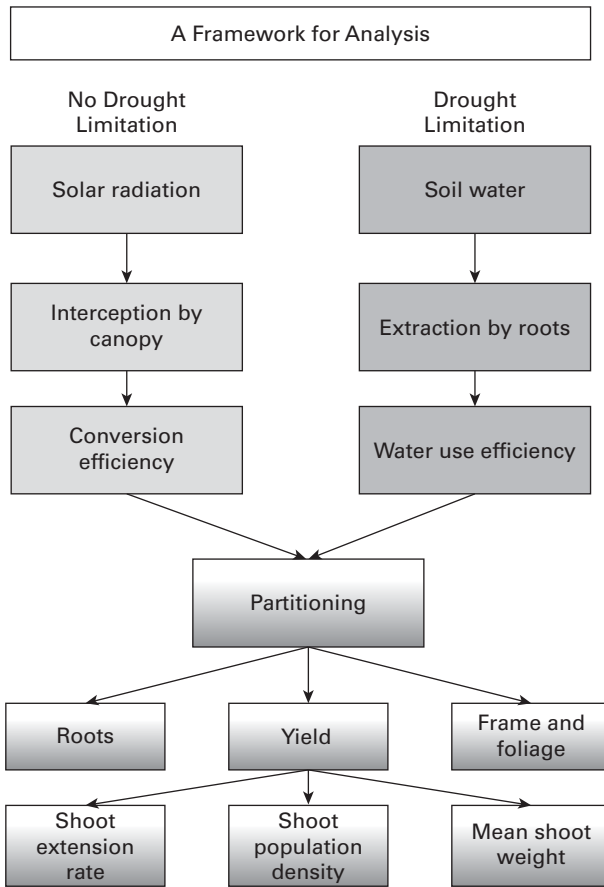 A Framework for Analysis
No Drought
Limitation
Drought
Limitation
Solar radiation
Soil water
Interception by
canopy
Extraction by roots
Conversion
efficiency
Water use efficiency
Partitioning
Roots
Yield
Frame and
foliage
Shoot
extension
rate
Shoot
population
density
Mean shoot
weight